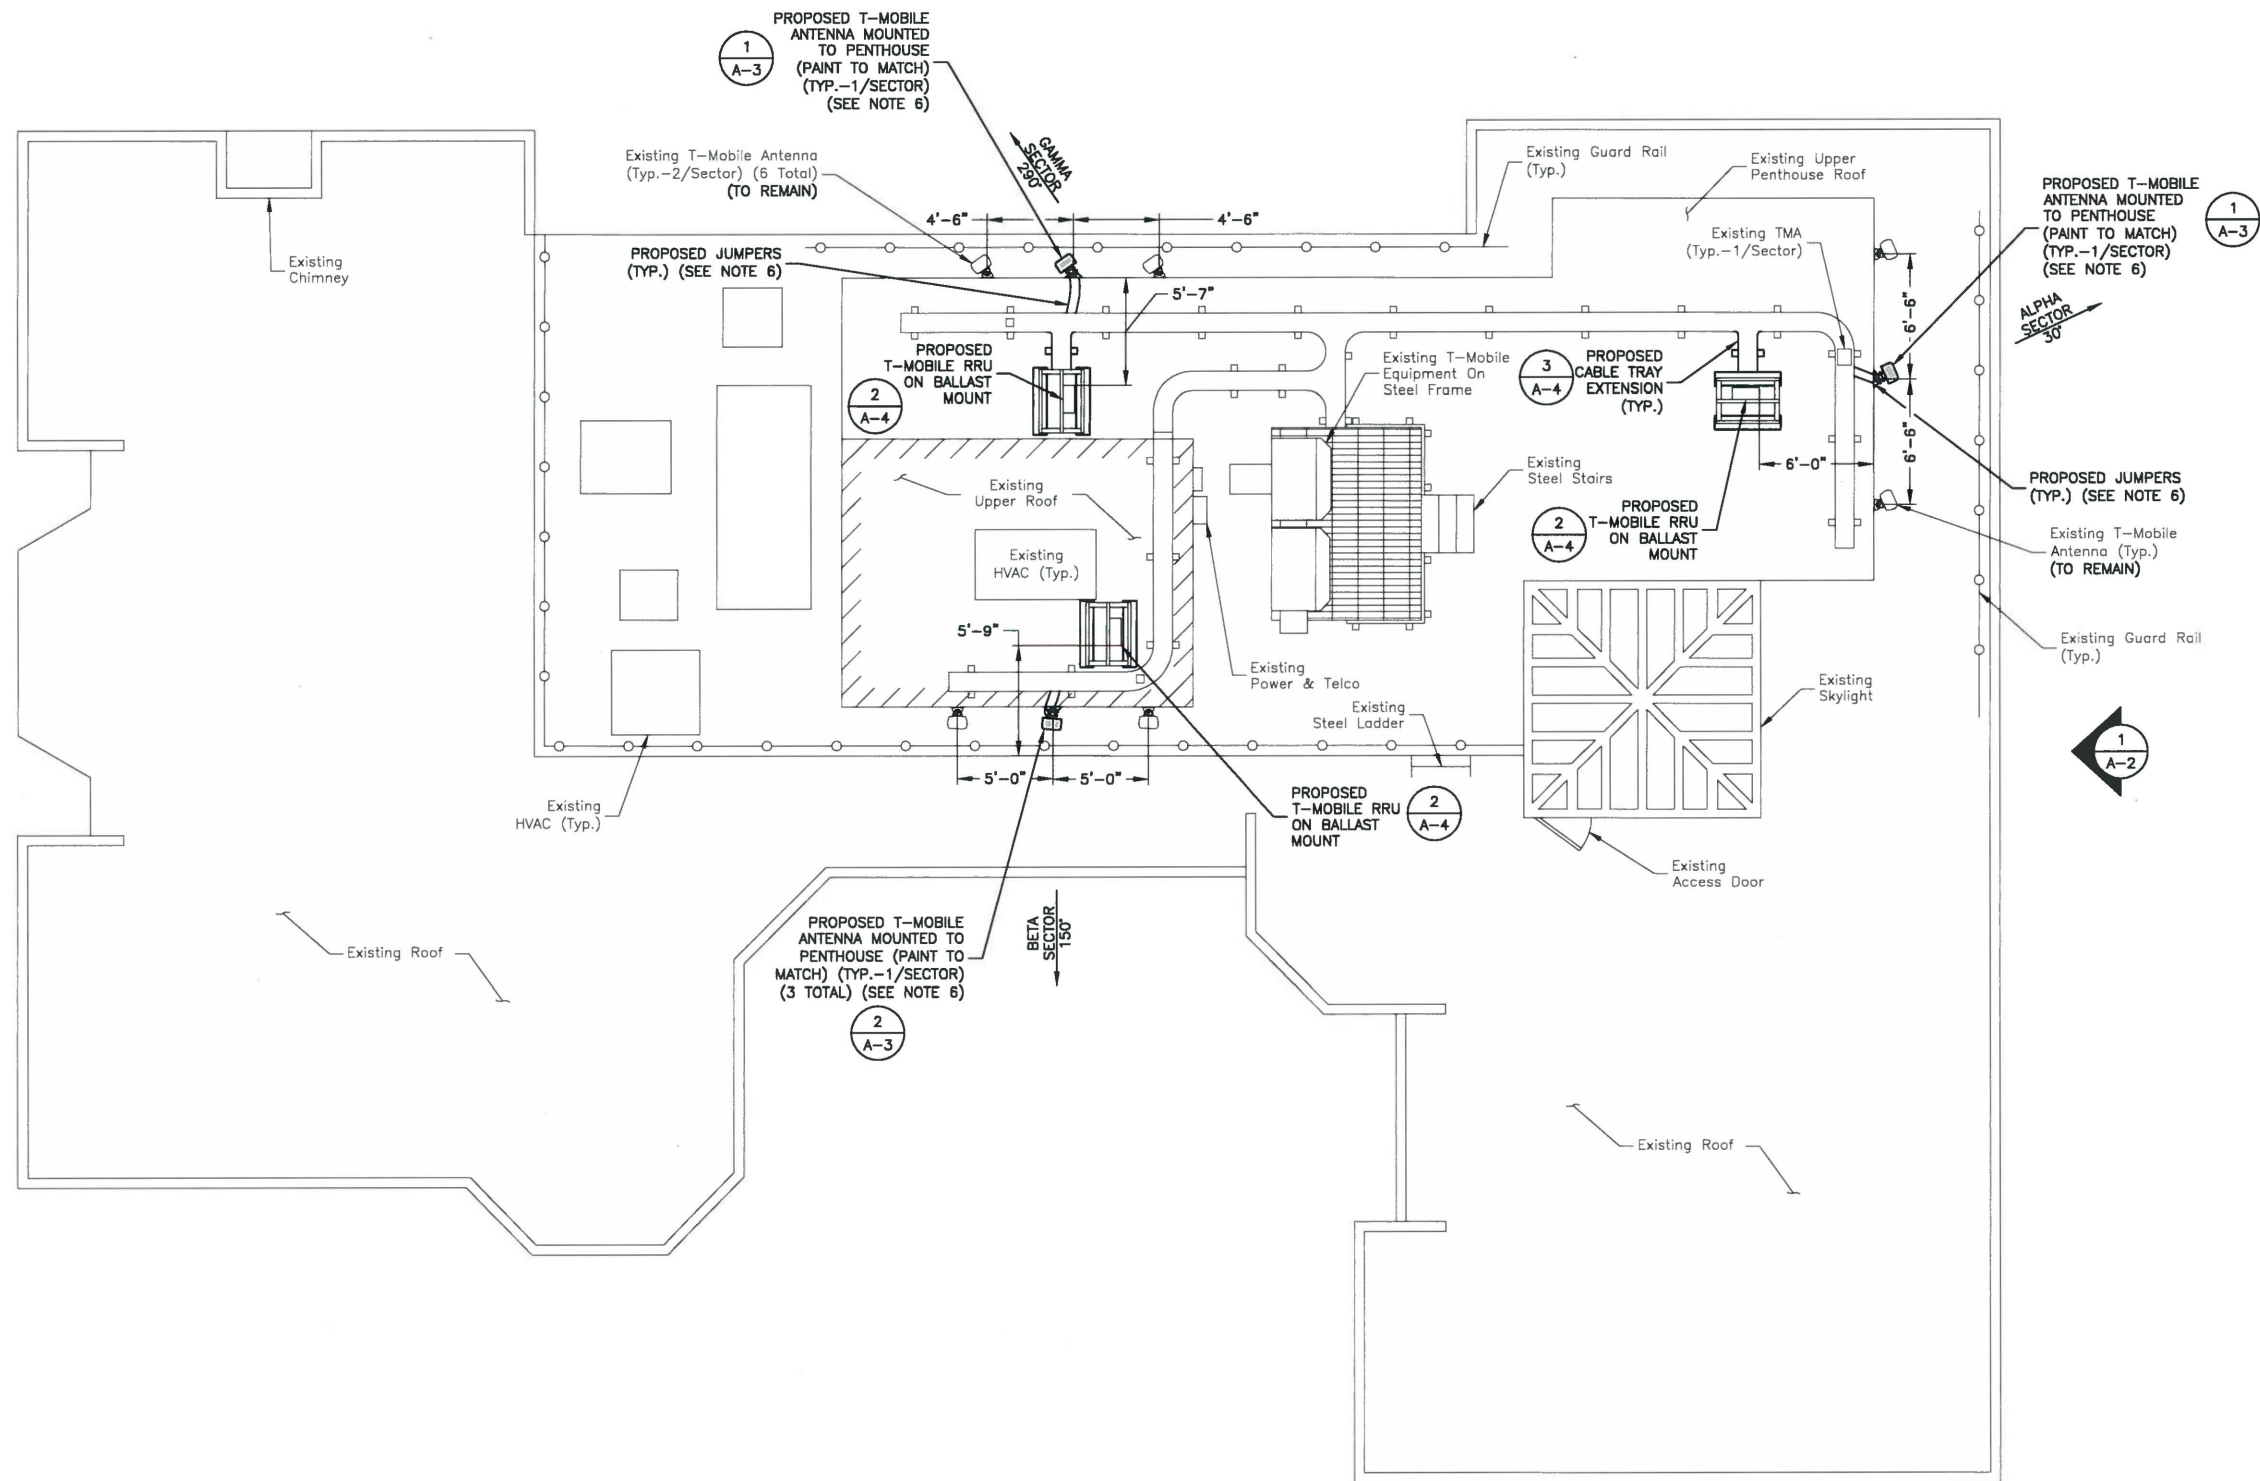 PROPOSED T-MOBILE
ANTENNA MOUNTED
TO PENTHOUSE
(PAINT TO MATCH)
(TYP.-1/SECTOR)
(SEE NOTE 6)
1
A-3
GAMMA
SECTOR
290°
Existing T-Mobile Antenna
(Typ.-2/Sector) (6 Total)
(TO REMAIN)
4'-6"
4'-6"
Existing Guard Rail
(Typ.)
Existing Upper
Penthouse Roof
PROPOSED T-MOBILE
ANTENNA MOUNTED
TO PENTHOUSE
(PAINT TO MATCH)
(TYP.-1/SECTOR)
(SEE NOTE 6)
1
A-3
Existing
Chimney
PROPOSED JUMPERS
(TYP.) (SEE NOTE 6)
5'-7"
Existing TMA
(Typ.-1/Sector)
6'-6"
ALPHA
SECTOR
30°
PROPOSED
T-MOBILE RRU
ON BALLAST
MOUNT
2
A-4
Existing T-Mobile
Equipment On
Steel Frame
3
A-4
PROPOSED
CABLE TRAY
EXTENSION
(TYP.)
6'-6"
6'-0"
PROPOSED JUMPERS
(TYP.) (SEE NOTE 6)
Existing
Upper Roof
Existing
Steel Stairs
PROPOSED
T-MOBILE RRU
ON BALLAST
MOUNT
2
A-4
Existing T-Mobile
Antenna (Typ.)
(TO REMAIN)
Existing
HVAC (Typ.)
5'-9"
Existing
Power & Telco
Existing Guard Rail
(Typ.)
Existing
Skylight
Existing
Steel Ladder
1
A-2
5'-0"
5'-0"
Existing
HVAC (Typ.)
PROPOSED
T-MOBILE RRU
ON BALLAST
MOUNT
2
A-4
Existing
Access Door
PROPOSED T-MOBILE
ANTENNA MOUNTED TO
PENTHOUSE (PAINT TO
MATCH) (TYP.-1/SECTOR)
(3 TOTAL) (SEE NOTE 6)
2
A-3
BETA
SECTOR
150°
Existing Roof
Existing Roof